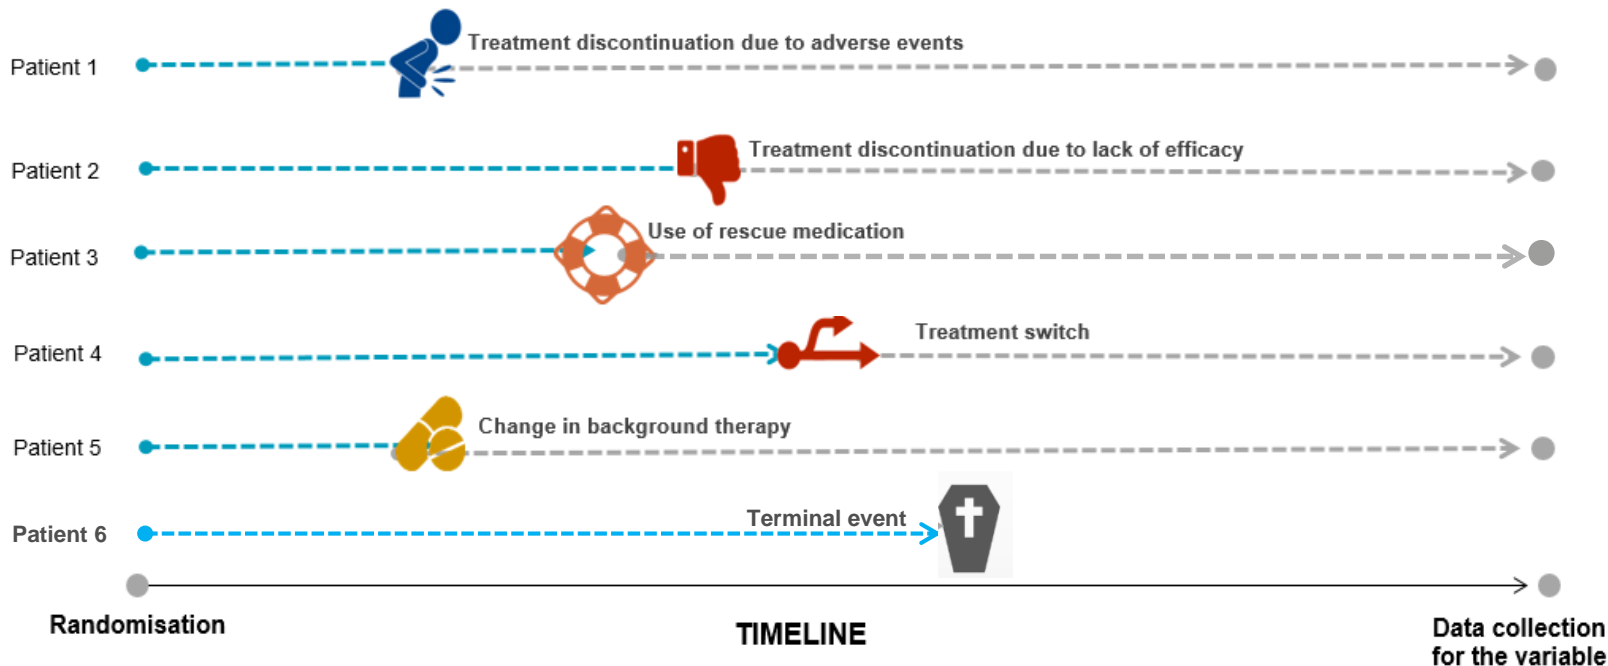 Treatment discontinuation due to adverse events
Patient 1
Treatment discontinuation due to lack of efficacy
Patient 2
Use of rescue medication
Patient 3
Treatment switch
Patient 4
Change in background therapy
Patient 5
Terminal event
Patient 6
Randomisation
TIMELINE
Data collection
for the variable